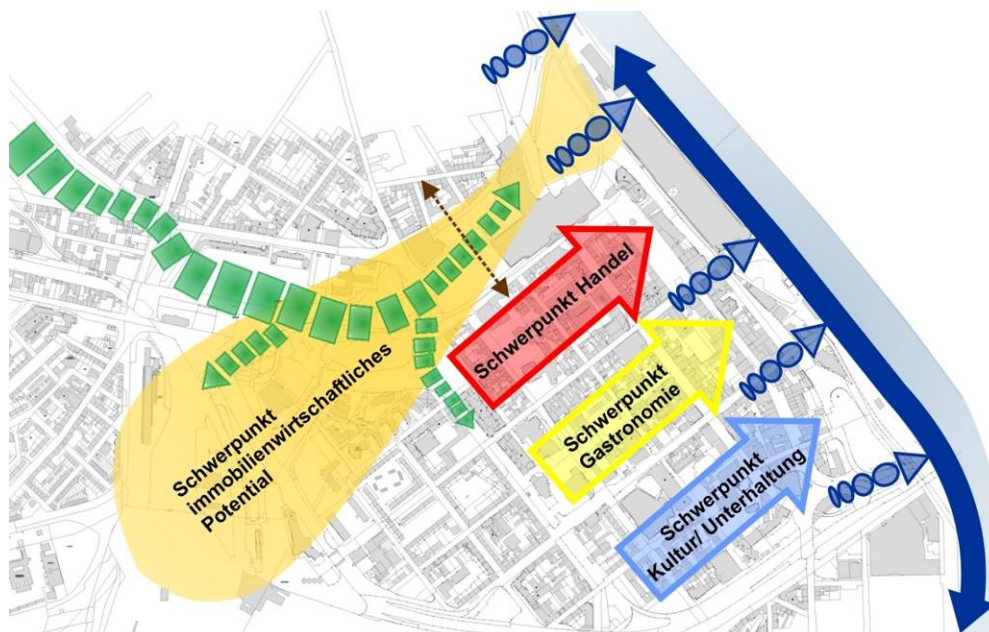 Schwerpunkt Handel
Schwerpunkt
Gastronomie
Schwerpunkt
Kultur/ Unterhaltung
Schwerpunkt
immobilienwirtschaftliches
Potential